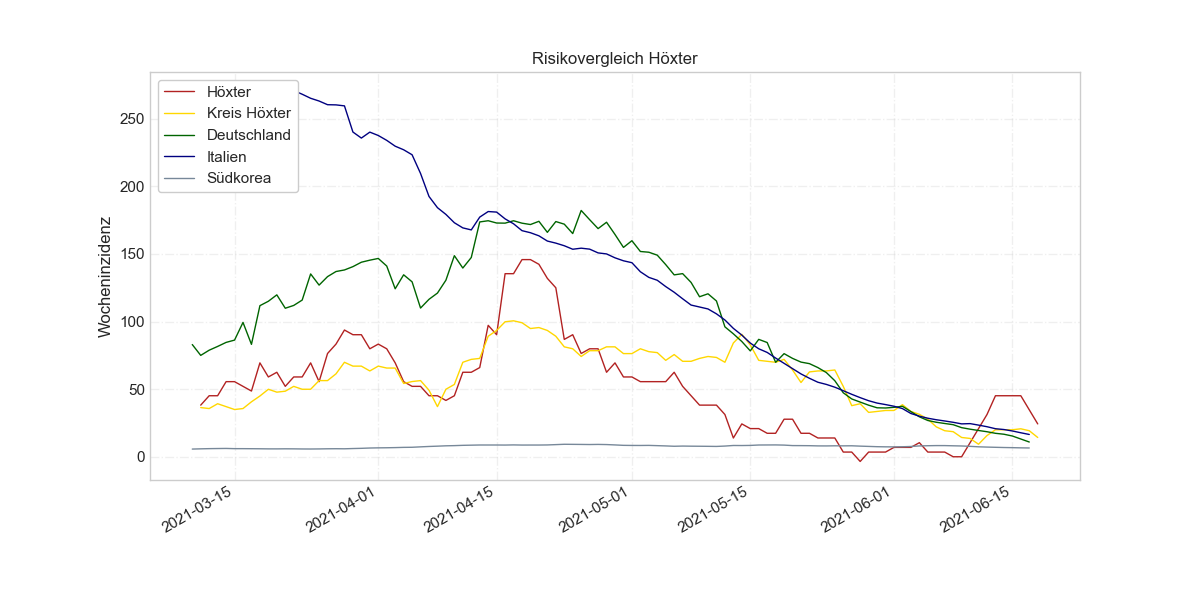 Risikovergleich Höxter
Höxter
Kreis Höxter
Deutschland
Italien
Südkorea
Wocheninzidenz
250
200
150
100
50
0
2021-03-15
2021-04-01
2021-04-15
2021-05-01
2021-05-15
2021-06-01
2021-06-15